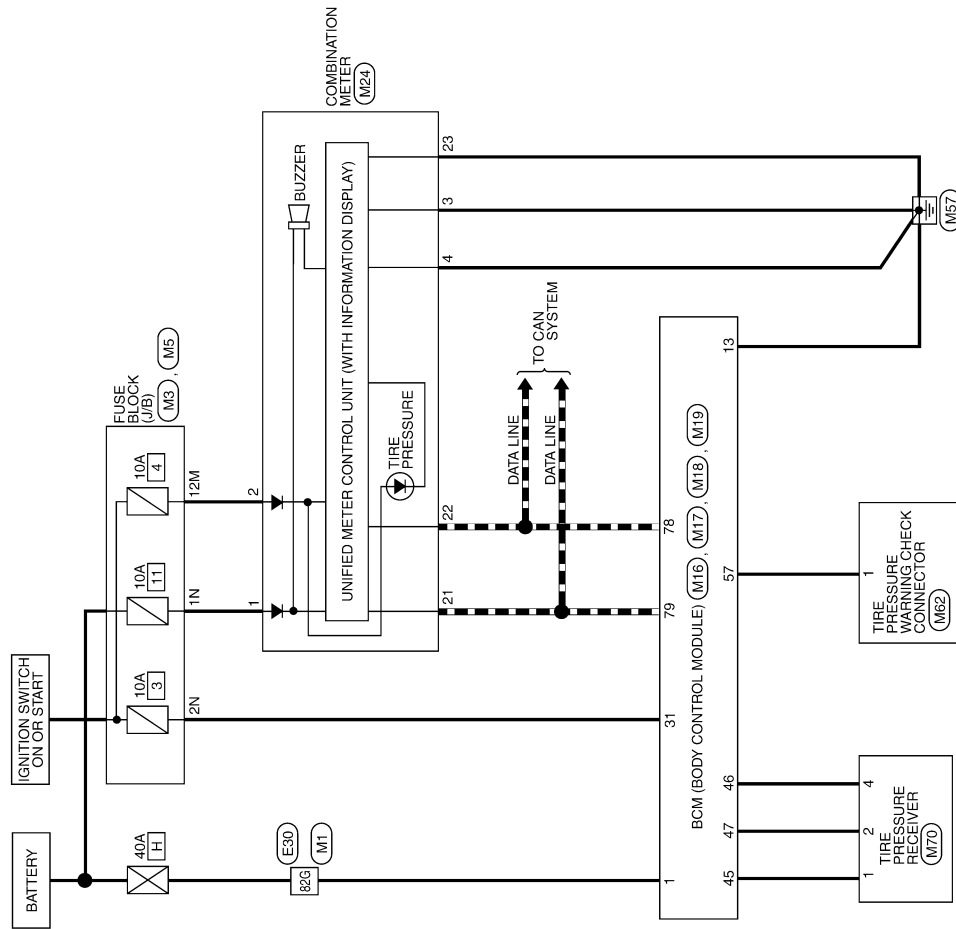 BATTERY
IGNITION SWITCH
ON OR START
40A
H
10A
3
10A
11
10A
4
FUSE
BLOCK
(J/B)
M3 , M5
2N
1N
12M
82G
E30
M1
1
2
COMBINATION
METER
M24
BUZZER
UNIFIED METER CONTROL UNIT (WITH INFORMATION DISPLAY)
TIRE
PRESSURE
21
22
4
3
23
DATA LINE
DATA LINE
TO CAN
SYSTEM
1
31
79
78
BCM (BODY CONTROL MODULE) M16 , M17 , M18 , M19
45
47
46
57
13
M57
1
2
4
TIRE
PRESSURE
RECEIVER
M70
1
TIRE
PRESSURE
WARNING CHECK
CONNECTOR
M62